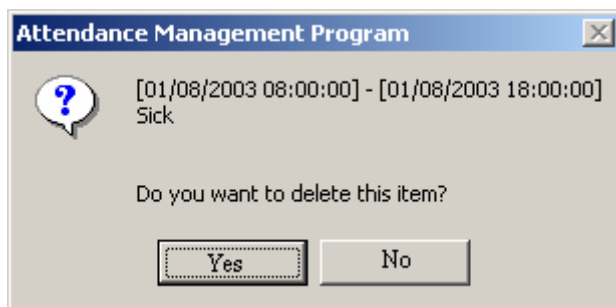 Attendance Management Program
[01/08/2003 08:00:00] - [01/08/2003 18:00:00]
Sick
Do you want to delete this item?
Yes No